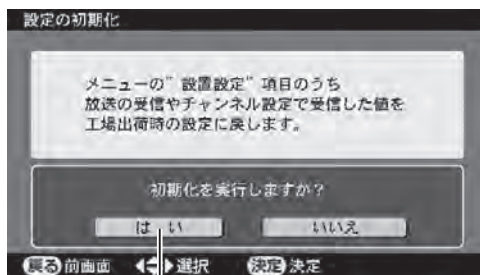 設定の初期化
メニューの"設置設定"項目のうち
放送の受信やチャンネル設定で受信した値を
工場出荷時の設定に戻します。
初期化を実行しますか?
はい いいえ
戻る 前画面 選択 決定 決定